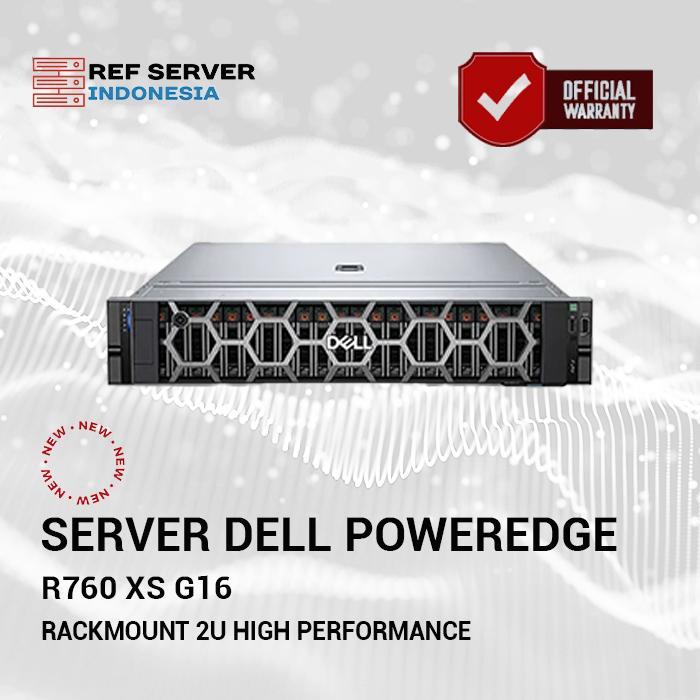 REF SERVER
INDONESIA
OFFICIAL
WARRANTY
DELL
NEW · NEW · NEW · NEW · NEW ·
SERVER DELL POWEREDGE
R760 XS G16
RACKMOUNT 2U HIGH PERFORMANCE